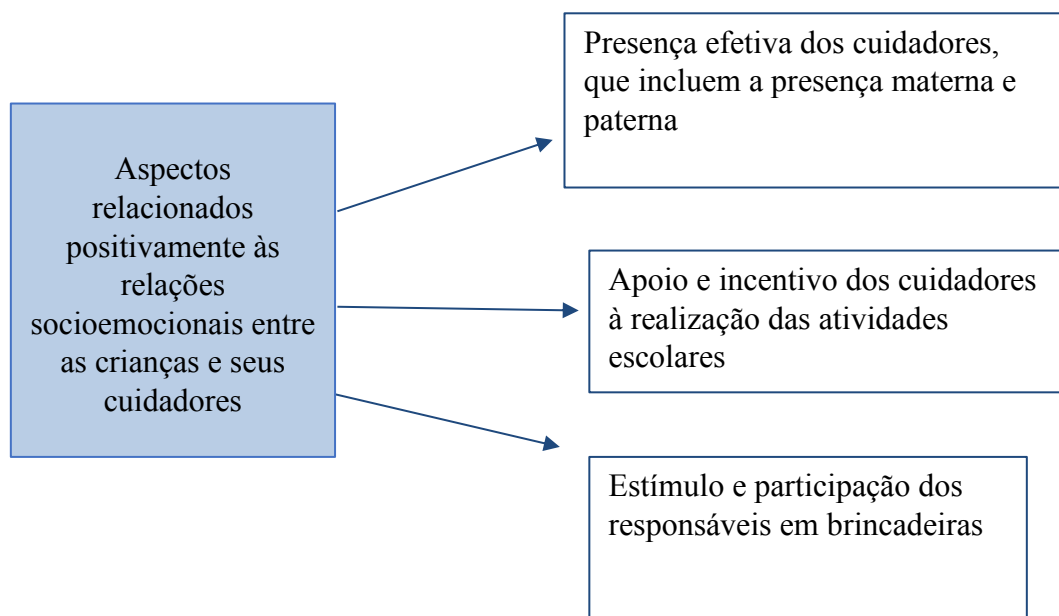 Aspectos
relacionados
positivamente às
relações
socioemocionais entre
as crianças e seus
cuidadores
Presença efetiva dos cuidadores,
que incluem a presença materna e
paterna
Apoio e incentivo dos cuidadores
à realização das atividades
escolares
Estímulo e participação dos
responsáveis em brincadeiras